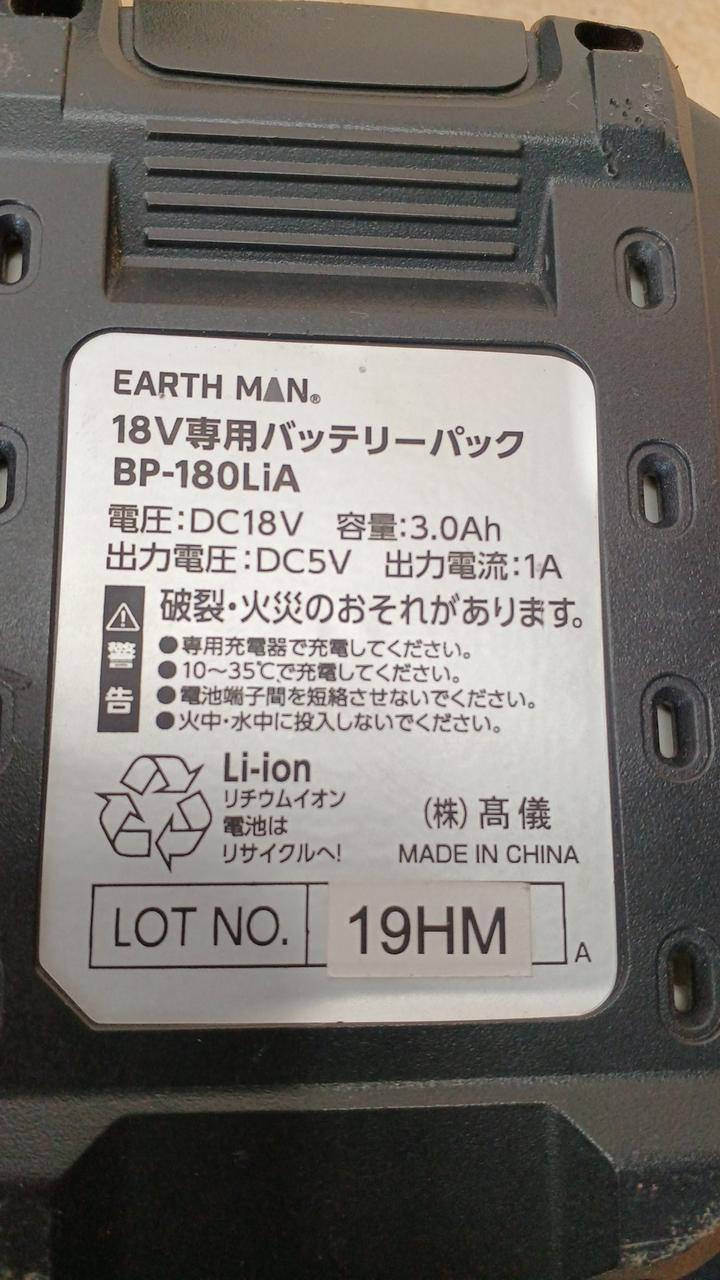 EARTH MAN®
18V専用バッテリーパック
BP-180LiA
電圧:DC18V 容量:3.0Ah
出力電圧:DC5V 出力電流:1A
警告
破裂・火災のおそれがあります。
●専用充電器で充電してください。
●10～35℃で充電してください。
●電池端子間を短絡させないでください。
●火中・水中に投入しないでください。
Li-ion
リチウムイオン
電池は
リサイクルへ!
(株)髙儀
MADE IN CHINA
LOT NO. 19HM
A